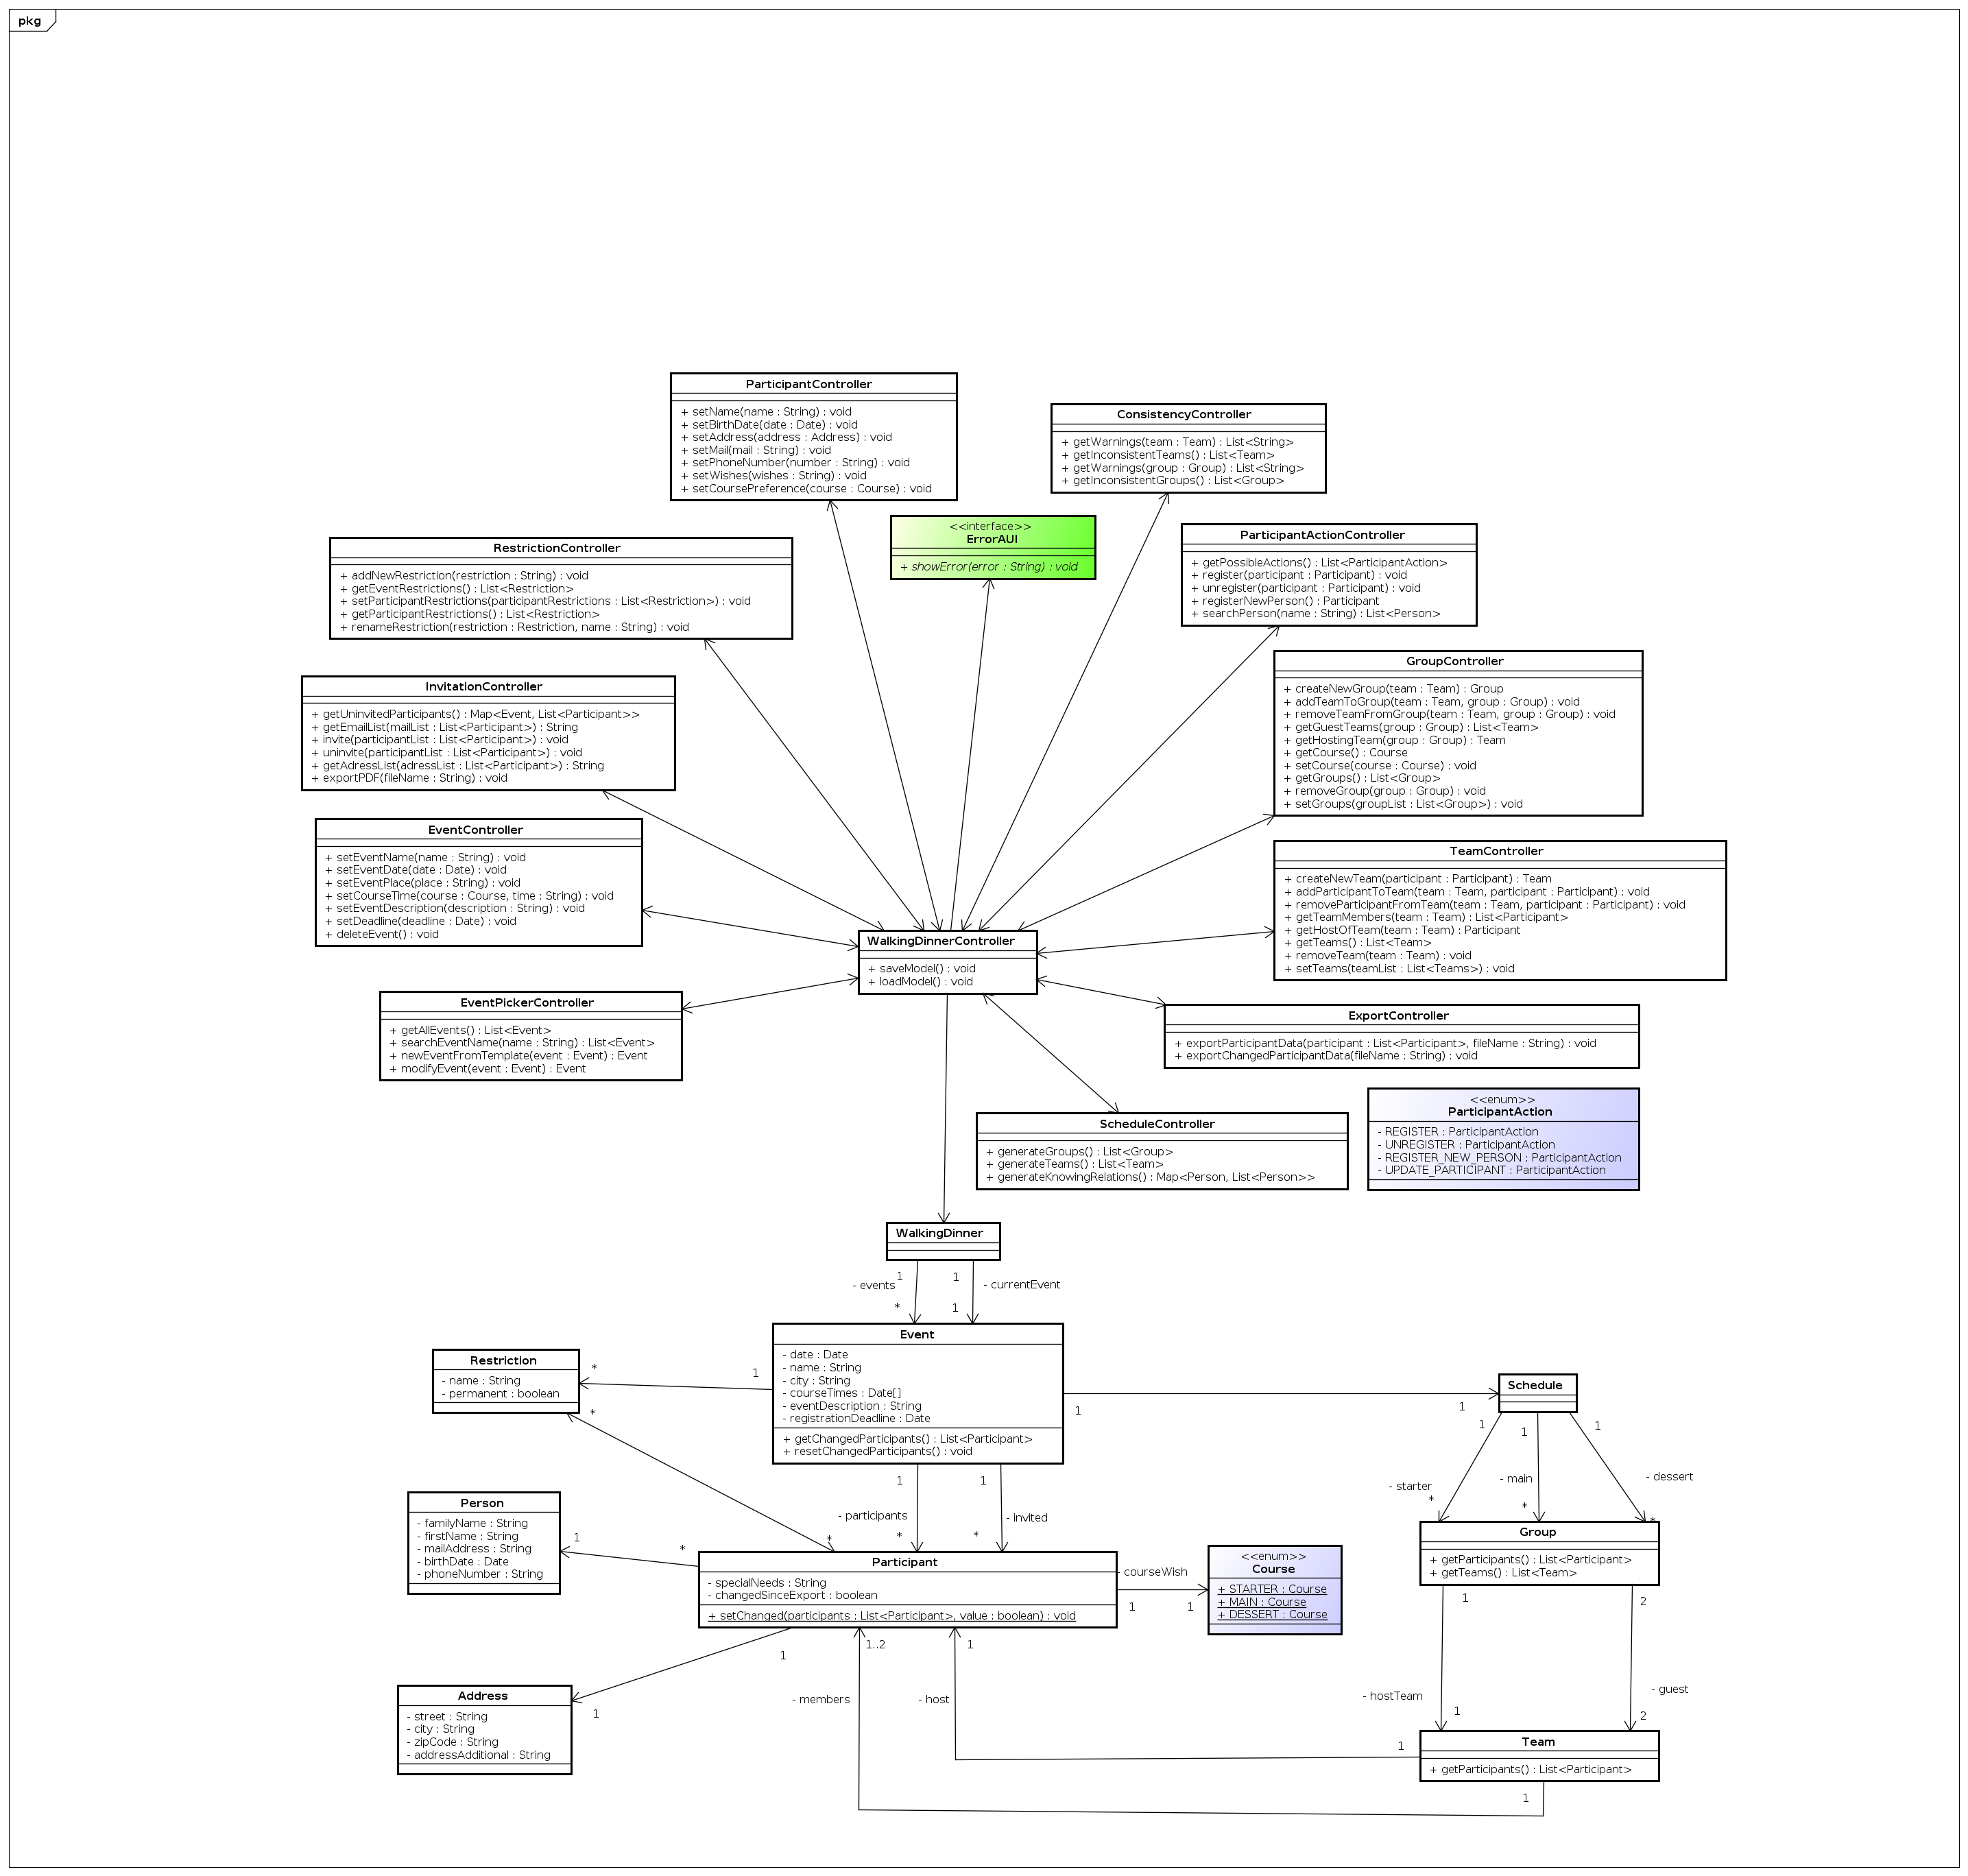 pkg
ParticipantController
+ setName(name : String) : void
+ setBirthDate(date : Date) : void
+ setAddress(address : Address) : void
+ setMail(mail : String) : void
+ setPhoneNumber(number : String) : void
+ setWishes(wishes : String) : void
+ setCoursePreference(course : Course) : void
ConsistencyController
+ getWarnings(team : Team) : List<String>
+ getInconsistentTeams() : List<Team>
+ getWarnings(group : Group) : List<String>
+ getInconsistentGroups() : List<Group>
<<interface>>
ErrorAUI
+ showError(error : String) : void
ParticipantActionController
+ getPossibleActions() : List<ParticipantAction>
+ register(participant : Participant) : void
+ unregister(participant : Participant) : void
+ registerNewPerson() : Participant
+ searchPerson(name : String) : List<Person>
RestrictionController
+ addNewRestriction(restriction : String) : void
+ getEventRestrictions() : List<Restriction>
+ setParticipantRestrictions(participantRestrictions : List<Restriction>) : void
+ getParticipantRestrictions() : List<Restriction>
+ renameRestriction(restriction : Restriction, name : String) : void
GroupController
+ createNewGroup(team : Team) : Group
+ addTeamToGroup(team : Team, group : Group) : void
+ removeTeamFromGroup(team : Team, group : Group) : void
+ getGuestTeams(group : Group) : List<Team>
+ getHostingTeam(group : Group) : Team
+ getCourse() : Course
+ setCourse(course : Course) : void
+ getGroups() : List<Group>
+ removeGroup(group : Group) : void
+ setGroups(groupList : List<Group>) : void
InvitationController
+ getUninvitedParticipants() : Map<Event, List<Participant>>
+ getEmailList(mailList : List<Participant>) : String
+ invite(participantList : List<Participant>) : void
+ uninvite(participantList : List<Participant>) : void
+ getAdressList(adressList : List<Participant>) : String
+ exportPDF(fileName : String) : void
EventController
+ setEventName(name : String) : void
+ setEventDate(date : Date) : void
+ setEventPlace(place : String) : void
+ setCourseTime(course : Course, time : String) : void
+ setEventDescription(description : String) : void
+ setDeadline(deadline : Date) : void
+ deleteEvent() : void
TeamController
+ createNewTeam(participant : Participant) : Team
+ addParticipantToTeam(team : Team, participant : Participant) : void
+ removeParticipantFromTeam(team : Team, participant : Participant) : void
+ getTeamMembers(team : Team) : List<Participant>
+ getHostOfTeam(team : Team) : Participant
+ getTeams() : List<Team>
+ removeTeam(team : Team) : void
+ setTeams(teamList : List<Teams>) : void
WalkingDinnerController
+ saveModel() : void
+ loadModel() : void
EventPickerController
+ getAllEvents() : List<Event>
+ searchEventName(name : String) : List<Event>
+ newEventFromTemplate(event : Event) : Event
+ modifyEvent(event : Event) : Event
ExportController
+ exportParticipantData(participant : List<Participant>, fileName : String) : void
+ exportChangedParticipantData(fileName : String) : void
<<enum>>
ParticipantAction
- REGISTER : ParticipantAction
- UNREGISTER : ParticipantAction
- REGISTER_NEW_PERSON : ParticipantAction
- UPDATE_PARTICIPANT : ParticipantAction
ScheduleController
+ generateGroups() : List<Group>
+ generateTeams() : List<Team>
+ generateKnowingRelations() : Map<Person, List<Person>>
WalkingDinner
1
1
- events
- currentEvent
*
1
Event
- date : Date
- name : String
- city : String
- courseTimes : Date[]
- eventDescription : String
- registrationDeadline : Date
+ getChangedParticipants() : List<Participant>
+ resetChangedParticipants() : void
Restriction
- name : String
- permanent : boolean
*
1
*
*
1
1
Schedule
1
1
1
- starter
- main
- dessert
*
*
*
1
1
- participants
- invited
*
*
Person
- familyName : String
- firstName : String
- mailAddress : String
- birthDate : Date
- phoneNumber : String
1
*
Participant
- specialNeeds : String
- changedSinceExport : boolean
+ setChanged(participants : List<Participant>, value : boolean) : void
- courseWish
1
1
<<enum>>
Course
+ STARTER : Course
+ MAIN : Course
+ DESSERT : Course
Group
+ getParticipants() : List<Participant>
+ getTeams() : List<Team>
1
2
- hostTeam
- guest
1
2
1
1
Address
- street : String
- city : String
- zipCode : String
- addressAdditional : String
1..2
1
- members
- host
1
1
Team
+ getParticipants() : List<Participant>